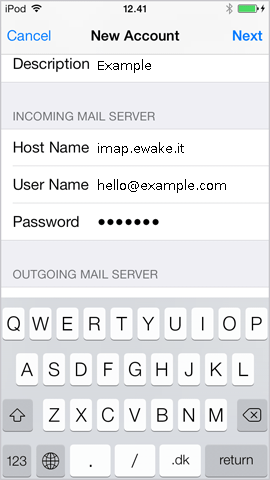 iPod 12.41
Cancel New Account Next
Description Example
INCOMING MAIL SERVER
Host Name imap.ewake.it
User Name hello@example.com
Password •••••••
OUTGOING MAIL SERVER
Q W E R T Y U I O P
A S D F G H J K L
Z X C V B N M
123 . / .dk return